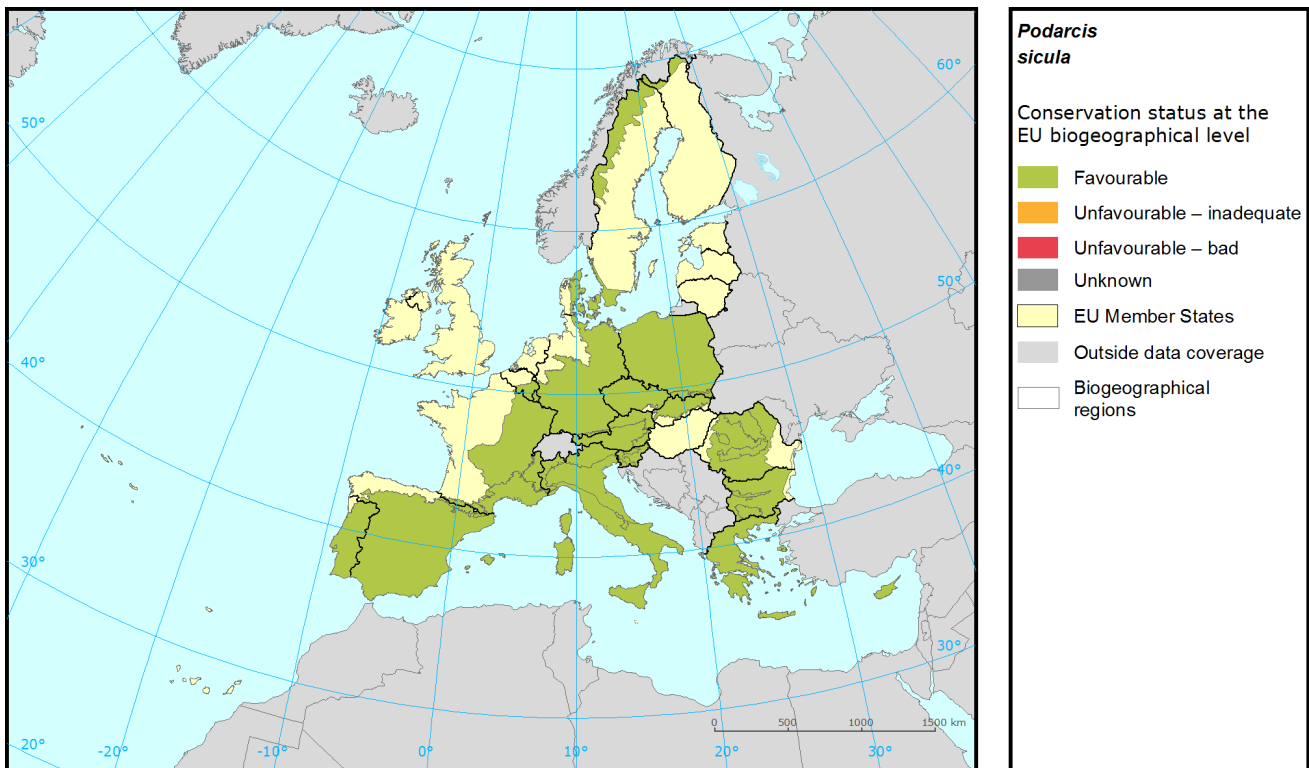 Podarcis
sicula
Conservation status at the
EU biogeographical level
Favourable
Unfavourable – inadequate
Unfavourable – bad
Unknown
EU Member States
Outside data coverage
Biogeographical
regions
60°
50°
50°
40°
40°
30°
30°
20°
-20°
-10°
0°
10°
20°
30°
0 500 1000 1500 km